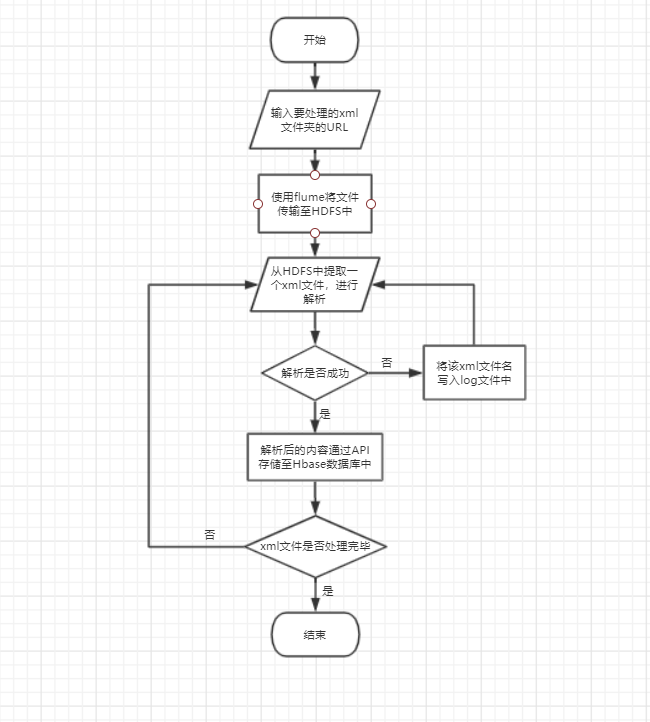 开始
输入要处理的xml
文件夹的URL
使用flume将文件
传输至HDFS中
从HDFS中提取一
个xml文件，进行
解析
解析是否成功
否
将该xml文件名
写入log文件中
是
解析后的内容通过API
存储至Hbase数据库中
否
xml文件是否处理完毕
是
结束